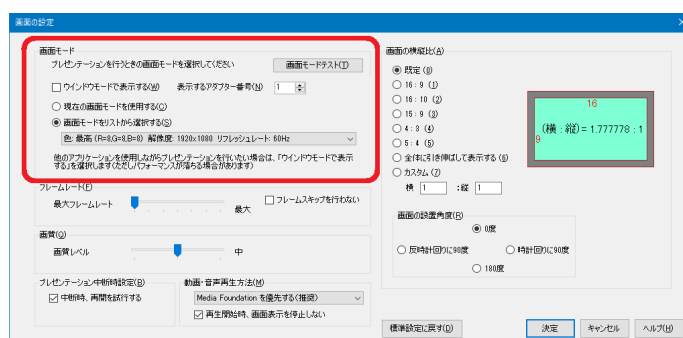 画面の設定
画面モード
プレゼンテーションを行うときの画面モードを選択してください
画面モードテスト(T)
ウインドウモードで表示する(W)
表示するアダプター番号(N)
1
現在の画面モードを使用する(C)
画面モードをリストから選択する(S)
色: 最高 (R=8,G=8,B=8) 解像度: 1920x1080 リフレッシュレート: 60Hz
他のアプリケーションを使用しながらプレゼンテーションを行いたい場合は、「ウインドウモードで表示
する」を選択します(ただしパフォーマンスが落ちる場合があります)
フレームレート(F)
最大フレームレート
最大
フレームスキップを行わない
画質(Q)
画質レベル
中
プレゼンテーション中断時設定(B)
中断時、再開を試行する
動画・音声再生方法(M)
Media Foundation を優先する(推奨)
再生開始時、画面表示を停止しない
画面の横縦比(A)
既定 (0)
16 : 9 (1)
16 : 10 (2)
15 : 9 (3)
4 : 3 (4)
5 : 4 (5)
全体に引き伸ばして表示する (6)
カスタム (7)
横 1 :縦 1
16
9
(横 : 縦) = 1.777778 : 1
画面の設置角度(R)
0度
反時計回りに90度
時計回りに90度
180度
標準設定に戻す(D)
決定
キャンセル
ヘルプ(H)